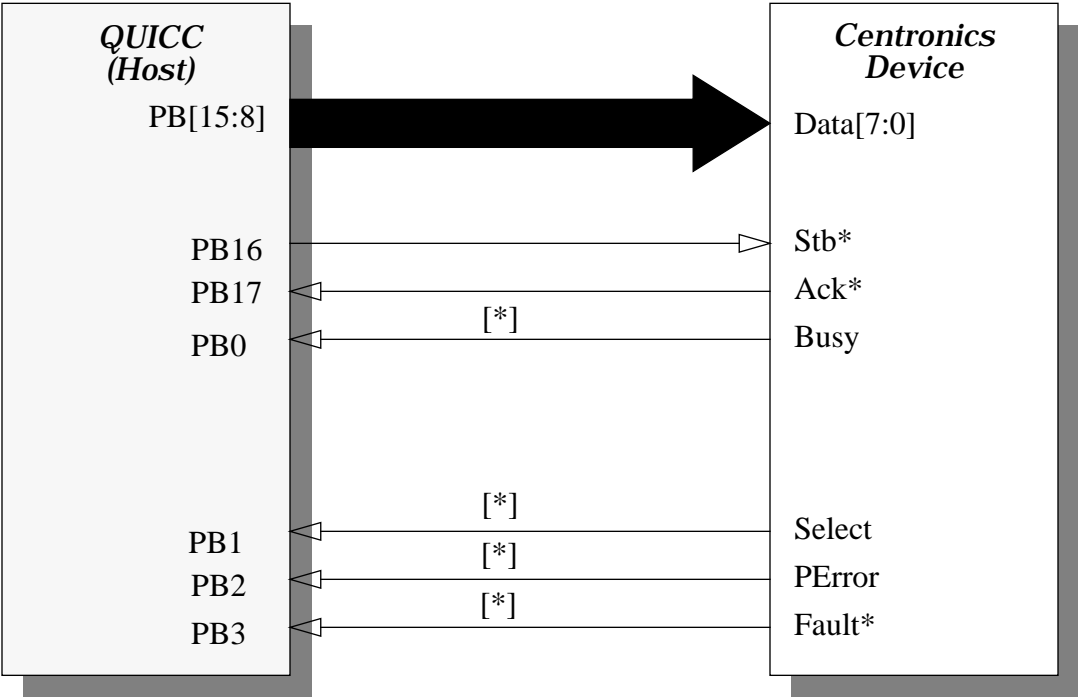 QUICC
(Host)
Centronics
Device
PB[15:8]
Data[7:0]
PB16
Stb*
PB17
Ack*
[*]
PB0
Busy
[*]
PB1
Select
[*]
PB2
PError
[*]
PB3
Fault*